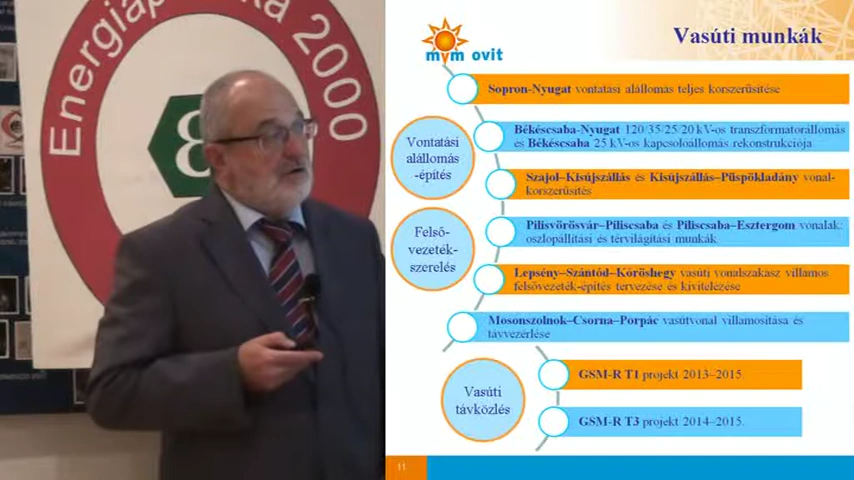 Energiapolitika 2000
8
mvm ovit
Vasúti munkák
Sopron-Nyugat vontatási alállomás teljes korszerűsítése
Vontatási
alállomás
-építés
Békéscsaba-Nyugat 120/35/25/20 kV-os transzformátorállomás
és Békéscsaba 25 kV-os kapcsolóállomás rekonstrukciója
Szajol–Kisújszállás és Kisújszállás–Püspökladány vonal-
korszerűsítés
Felső-
vezeték-
szerelés
Pilisvörösvár–Piliscsaba és Piliscsaba–Esztergom vonalak:
oszlopállítási és térvilágítási munkák
Lepsény–Szántód–Kőröshegy vasúti vonalszakasz villamos
felsővezeték-építés tervezése és kivitelezése
Mosonszolnok–Csorna–Porpác vasútvonal villamosítása és
távvezérlése
Vasúti
távközlés
GSM-R T1 projekt 2013–2015.
GSM-R T3 projekt 2014–2015.
11